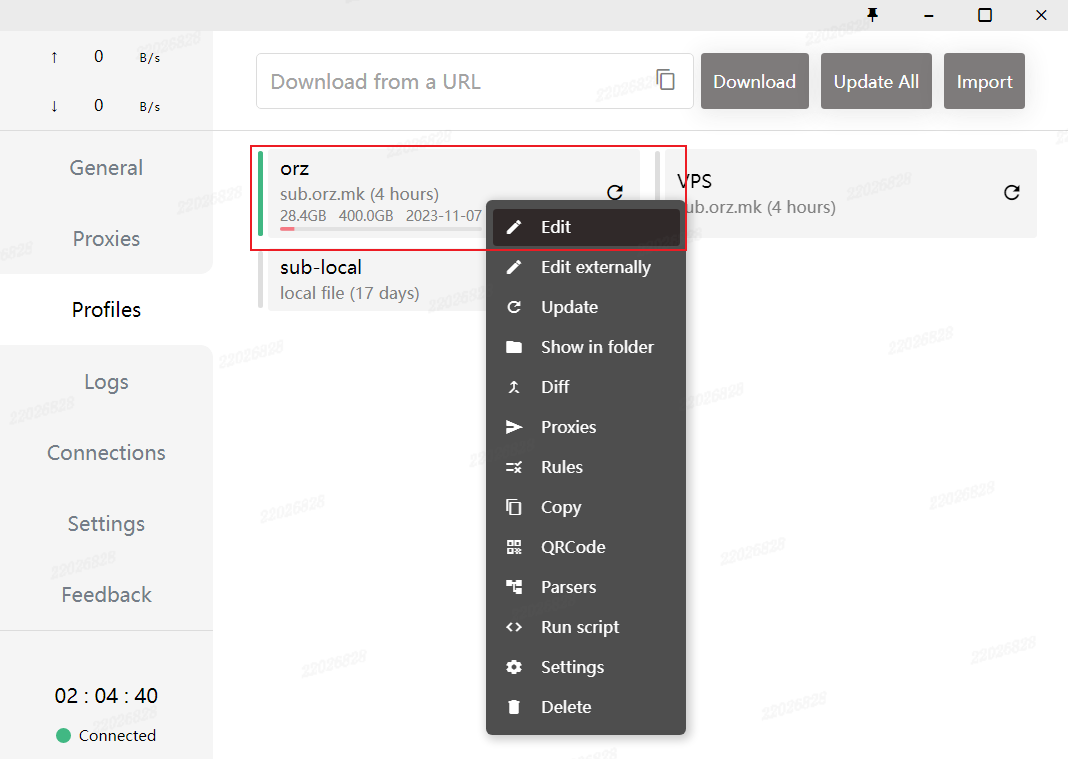 ↑ 0 B/s
↓ 0 B/s
General
Proxies
Profiles
Logs
Connections
Settings
Feedback
02 : 04 : 40
Connected
Download from a URL
Download
Update All
Import
orz
sub.orz.mk (4 hours)
28.4GB 400.0GB 2023-11-07
VPS
sub.orz.mk (4 hours)
sub-local
local file (17 days)
Edit
Edit externally
Update
Show in folder
Diff
Proxies
Rules
Copy
QRCode
Parsers
Run script
Settings
Delete
22026828